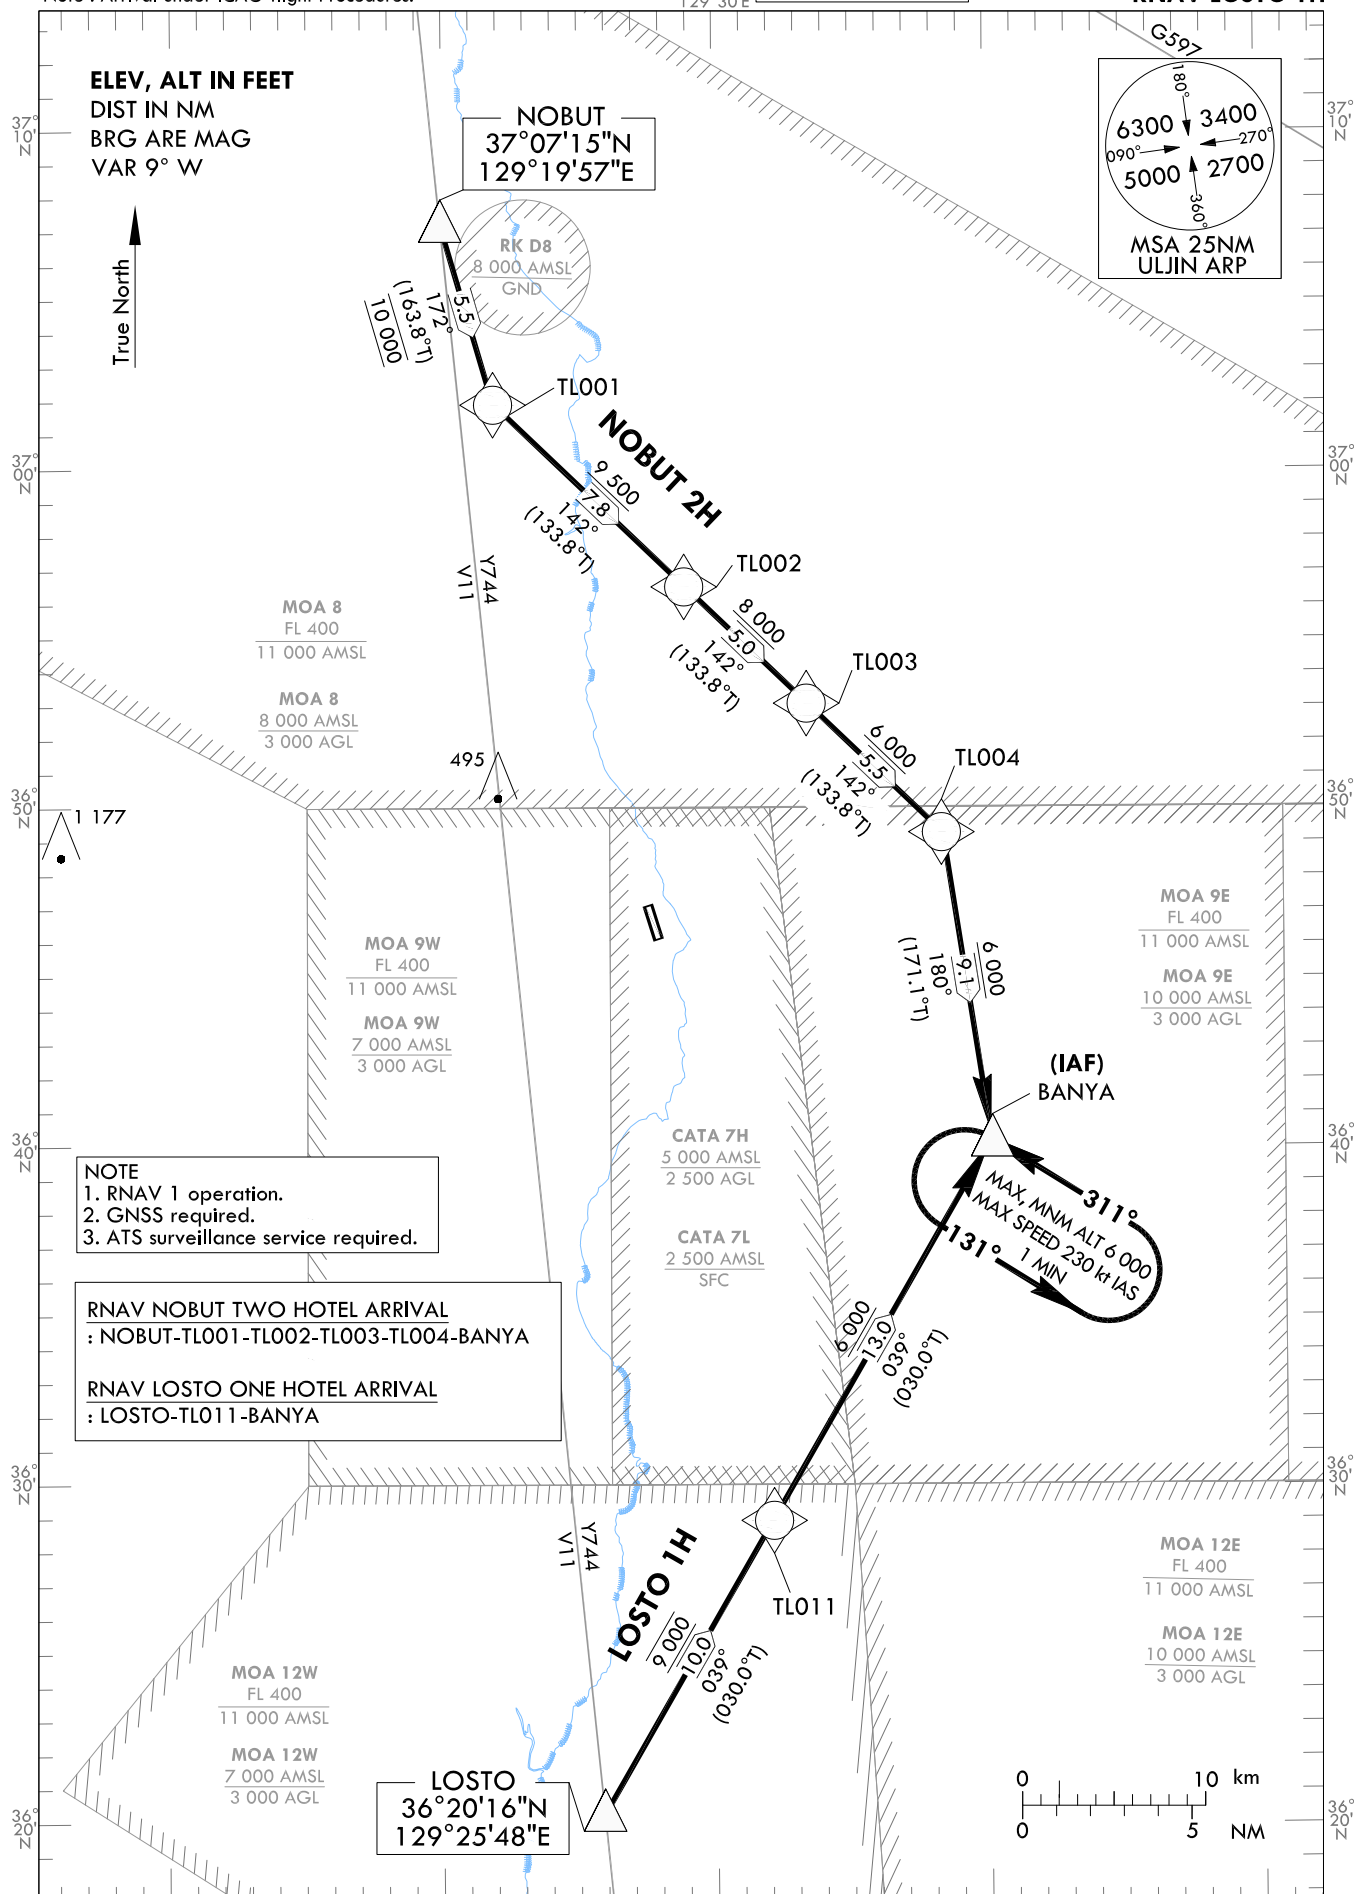 129°30'E
ELEV, ALT IN FEET
DIST IN NM
BRG ARE MAG
VAR 9° W
True North
NOBUT
37°07'15"N
129°19'57"E
G597
180°
6300
3400
090°
270°
5000
2700
360°
MSA 25NM
ULJIN ARP
37°
10'
N
37°
10'
N
RK D8
8 000 AMSL
GND
5.5
172°
(163.8°T)
10 000
TL001
NOBUT 2H
9 500
7.8
142°
(133.8°T)
37°
00'
N
37°
00'
N
TL002
Y744
V11
8 000
5.0
142°
(133.8°T)
MOA 8
FL 400
11 000 AMSL
MOA 8
8 000 AMSL
3 000 AGL
TL003
6 000
5.5
142°
(133.8°T)
TL004
495
1 177
36°
50'
N
36°
50'
N
MOA 9W
FL 400
11 000 AMSL
MOA 9W
7 000 AMSL
3 000 AGL
MOA 9E
FL 400
11 000 AMSL
MOA 9E
10 000 AMSL
3 000 AGL
6 000
9.1
180°
(171.1°T)
(IAF)
BANYA
36°
40'
N
36°
40'
N
CATA 7H
5 000 AMSL
2 500 AGL
CATA 7L
2 500 AMSL
SFC
311°
MAX, MNM ALT 6 000
MAX SPEED 230 kt IAS
1 MIN
131°
NOTE
1. RNAV 1 operation.
2. GNSS required.
3. ATS surveillance service required.
RNAV NOBUT TWO HOTEL ARRIVAL
: NOBUT-TL001-TL002-TL003-TL004-BANYA
RNAV LOSTO ONE HOTEL ARRIVAL
: LOSTO-TL011-BANYA
6 000
13.0
039°
(030.0°T)
36°
30'
N
36°
30'
N
Y744
V11
LOSTO 1H
TL011
9 000
10.0
039°
(030.0°T)
MOA 12E
FL 400
11 000 AMSL
MOA 12E
10 000 AMSL
3 000 AGL
MOA 12W
FL 400
11 000 AMSL
MOA 12W
7 000 AMSL
3 000 AGL
LOSTO
36°20'16"N
129°25'48"E
36°
20'
N
36°
20'
N
0 10 km
0 5 NM